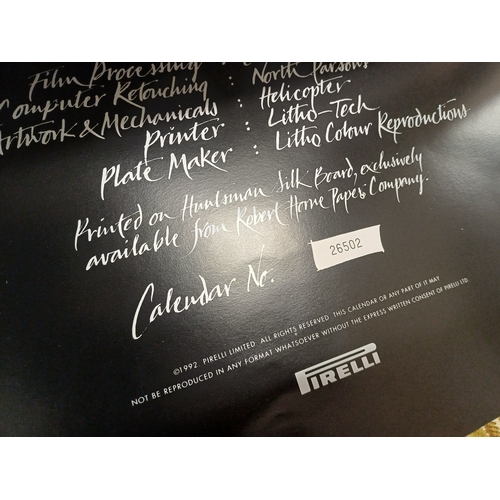 Film Processing :
Computer Retouching : North Parsons
Artwork & Mechanicals : Helicopter
Printer : Litho-Tech
Plate Maker : Litho Colour Reproductions
Printed on Huntsman Silk Board, exclusively
available from Robert Horne Paper Company.
Calendar No. 26502
©1992. PIRELLI LIMITED. ALL RIGHTS RESERVED. THIS CALENDAR OR ANY PART OF IT MAY
NOT BE REPRODUCED IN ANY FORMAT WHATSOEVER WITHOUT THE EXPRESS WRITTEN CONSENT OF PIRELLI LTD.
PIRELLI